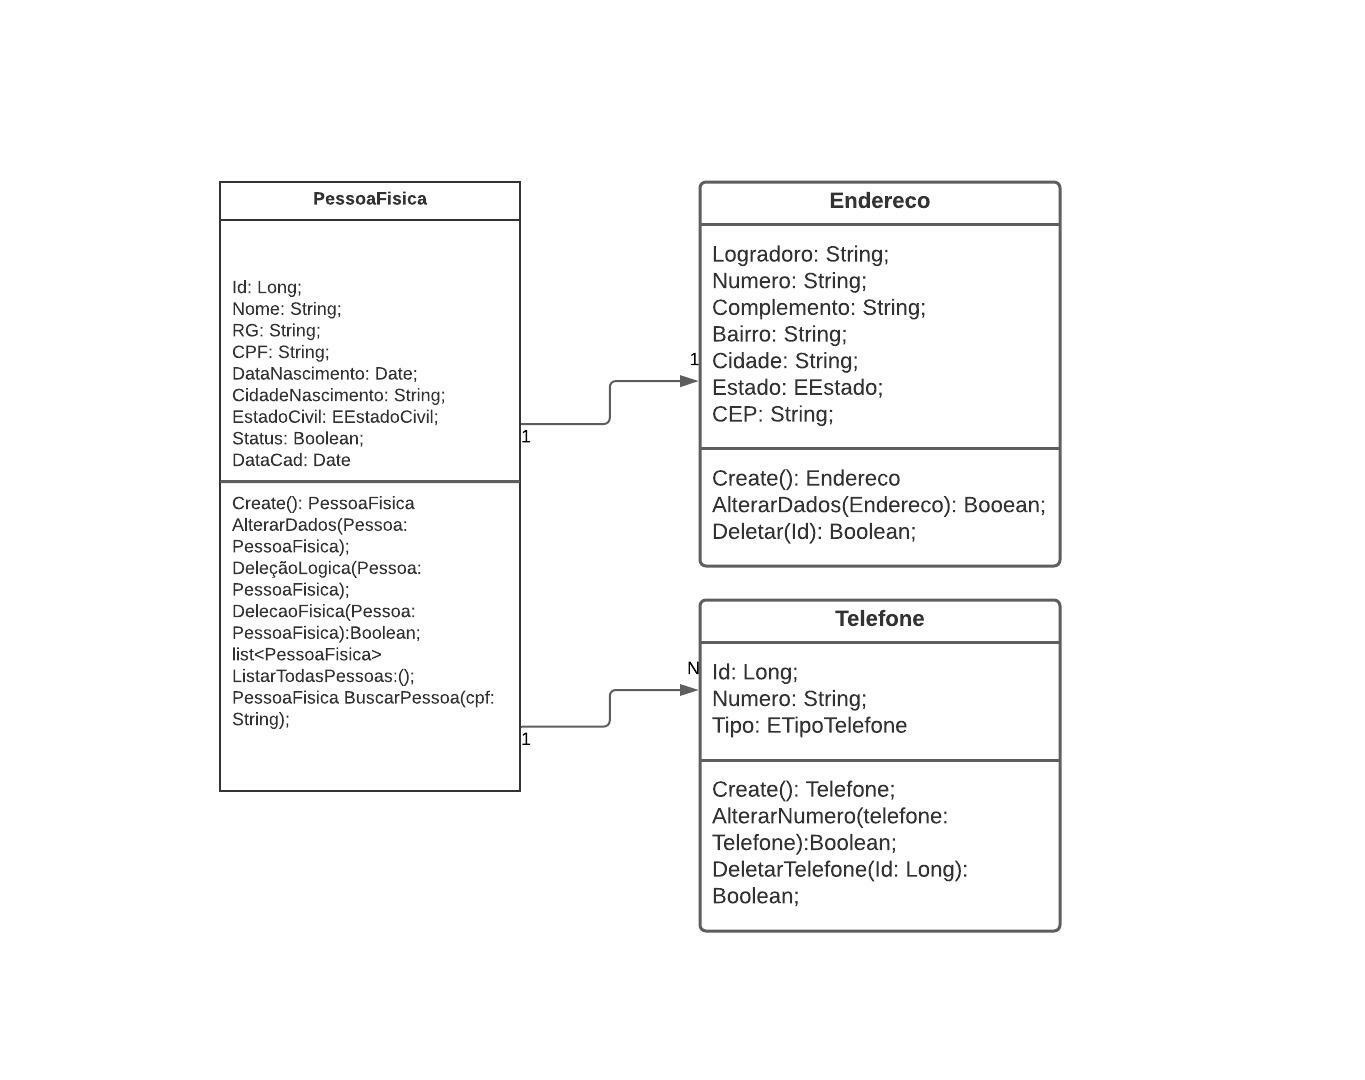 PessoaFisica
Id: Long;
Nome: String;
RG: String;
CPF: String;
DataNascimento: Date;
CidadeNascimento: String;
EstadoCivil: EEstadoCivil;
Status: Boolean;
DataCad: Date
Create(): PessoaFisica
AlterarDados(Pessoa:
PessoaFisica);
DeleçãoLogica(Pessoa:
PessoaFisica);
DelecaoFisica(Pessoa:
PessoaFisica):Boolean;
list<PessoaFisica>
ListarTodasPessoas:();
PessoaFisica BuscarPessoa(cpf:
String);
1
1
1
N
Endereco
Logradoro: String;
Numero: String;
Complemento: String;
Bairro: String;
Cidade: String;
Estado: EEstado;
CEP: String;
Create(): Endereco
AlterarDados(Endereco): Booean;
Deletar(Id): Boolean;
Telefone
Id: Long;
Numero: String;
Tipo: ETipoTelefone
Create(): Telefone;
AlterarNumero(telefone:
Telefone):Boolean;
DeletarTelefone(Id: Long):
Boolean;